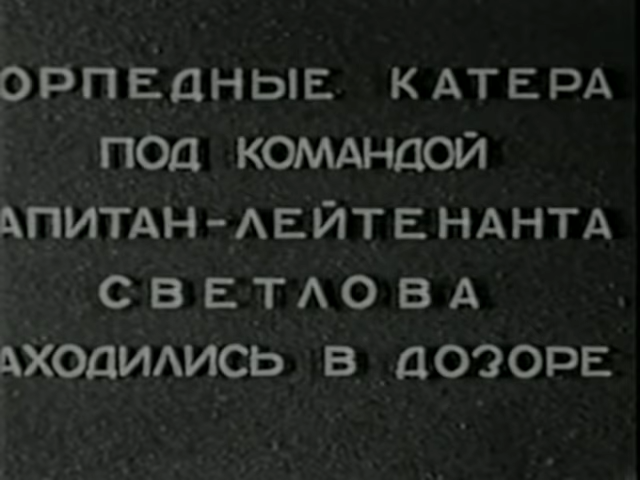 ОРПЕДНЫЕ КАТЕРА
ПОД КОМАНДОЙ
АПИТАН-ЛЕЙТЕНАНТА
СВЕТЛОВА
АХОДИЛИСЬ В ДОЗОРЕ